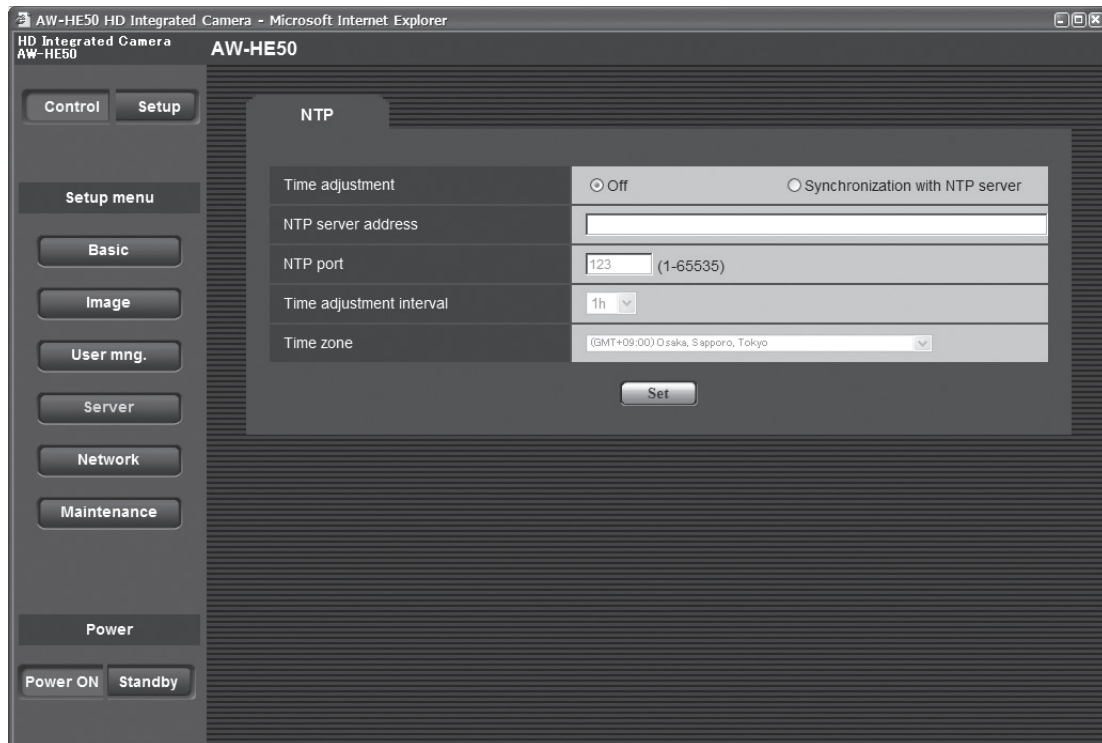 AW-HE50 HD Integrated Camera - Microsoft Internet Explorer
HD Integrated Camera
AW-HE50
AW-HE50
Control
Setup
NTP
Setup menu
Basic
Image
User mng.
Server
Network
Maintenance
Time adjustment
Off
Synchronization with NTP server
NTP server address
NTP port
123
(1-65535)
Time adjustment interval
1h
Time zone
(GMT+09:00) Osaka, Sapporo, Tokyo
Set
Power
Power ON
Standby